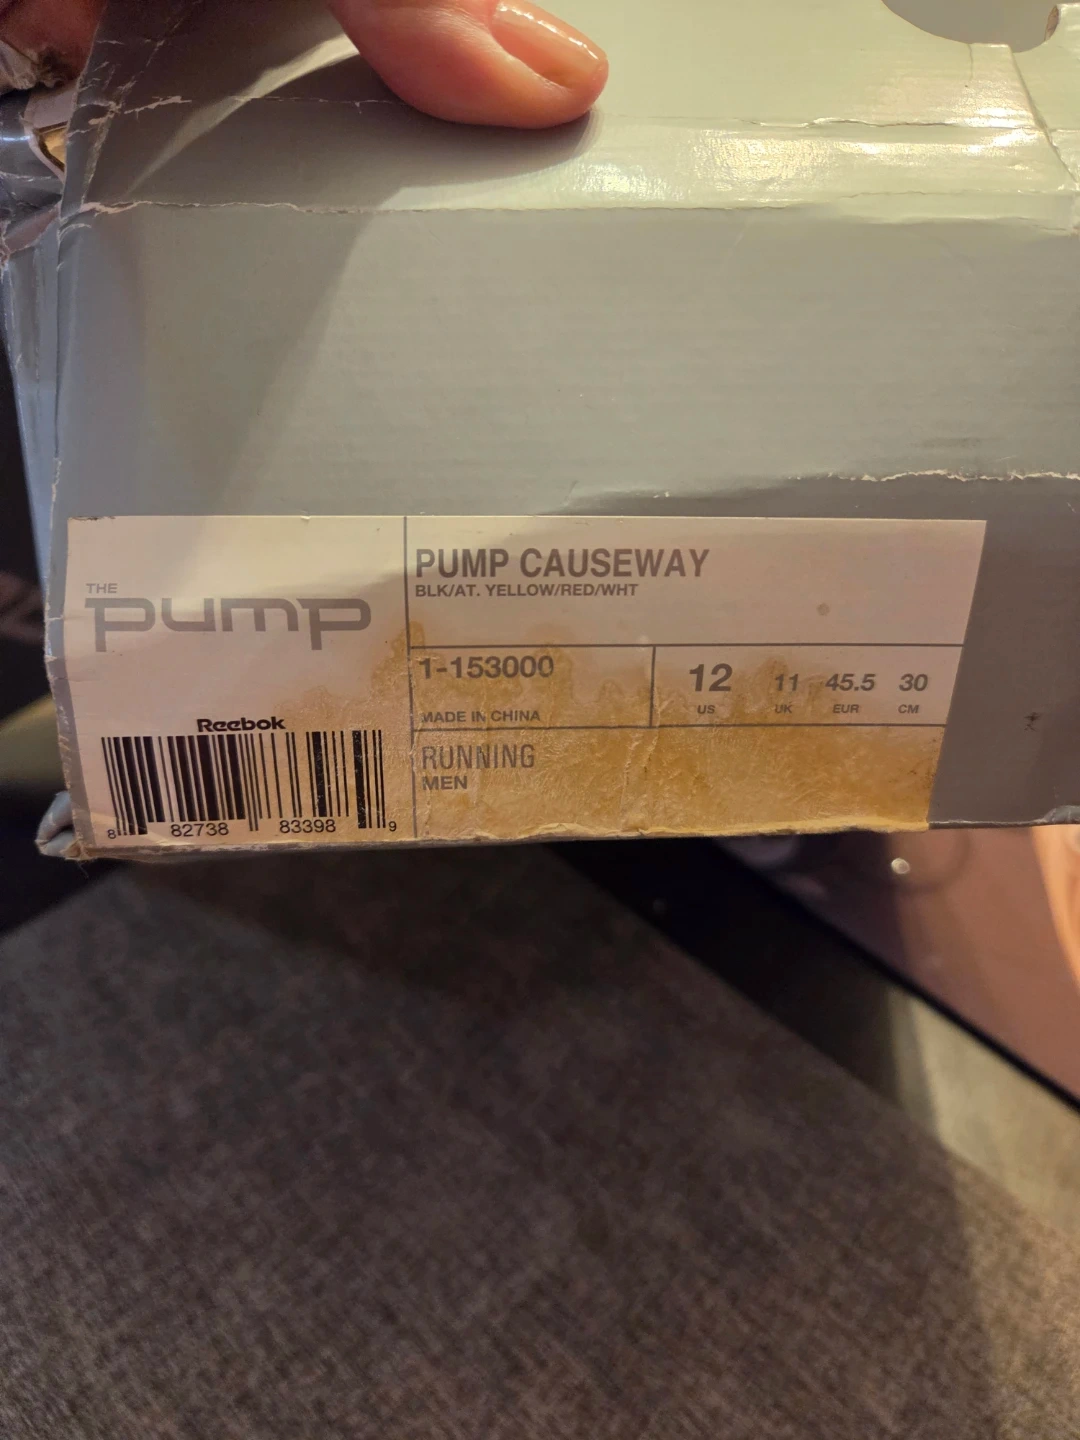 THE
pump
Reebok
8 82738 83398 9
PUMP CAUSEWAY
BLK/AT. YELLOW/RED/WHT
1-153000
MADE IN CHINA
12 11 45.5 30
US UK EUR CM
RUNNING
MEN